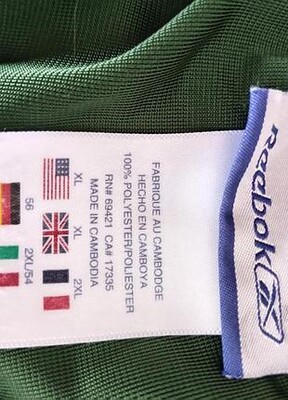 Reebok
FABRIQUE AU CAMBODGE
HECHO EN CAMBOYA
100% POLYESTER/POLIESTER
RN# 69421 CA# 17335
MADE IN CAMBODIA
XL XL 2XL
56 2XL/54